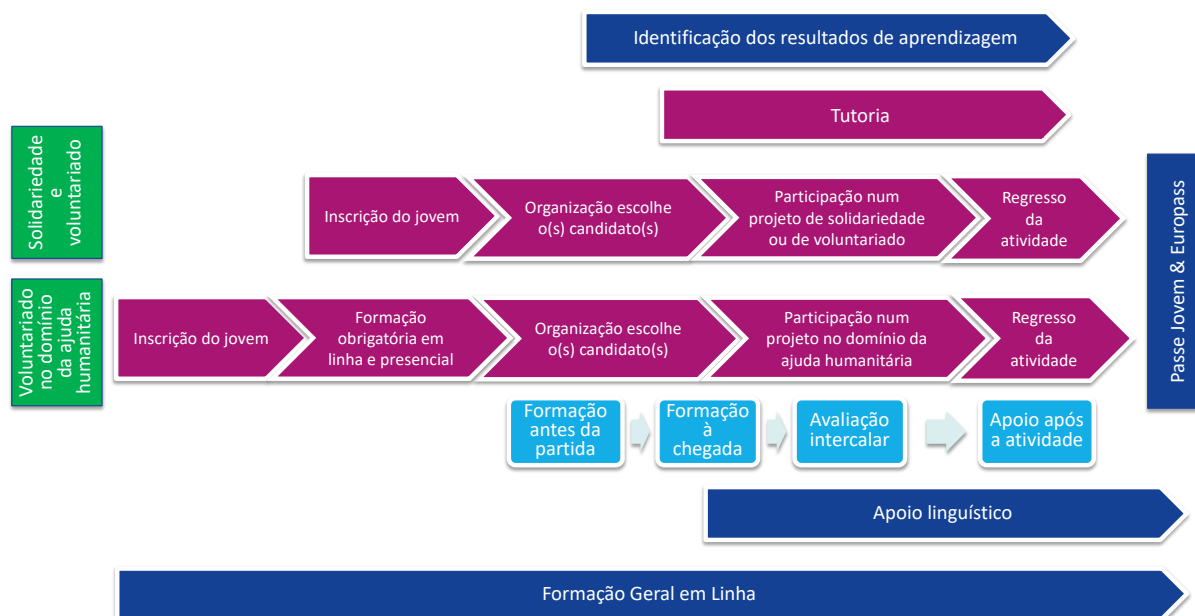 Identificação dos resultados de aprendizagem
Tutoria
Solidariedade
e
voluntariado
Inscrição do jovem
Organização escolhe
o(s) candidato(s)
Participação num
projeto de solidariedade
ou de voluntariado
Regresso
da
atividade
Voluntariado
no domínio
da ajuda
humanitária
Inscrição do jovem
Formação
obrigatória em
linha e presencial
Organização escolhe
o(s) candidato(s)
Participação num
projeto no domínio da
ajuda humanitária
Regresso
da
atividade
Passe Jovem & Europass
Formação
antes da
partida
Formação
à
chegada
Avaliação
intercalar
Apoio após
a atividade
Apoio linguístico
Formação Geral em Linha